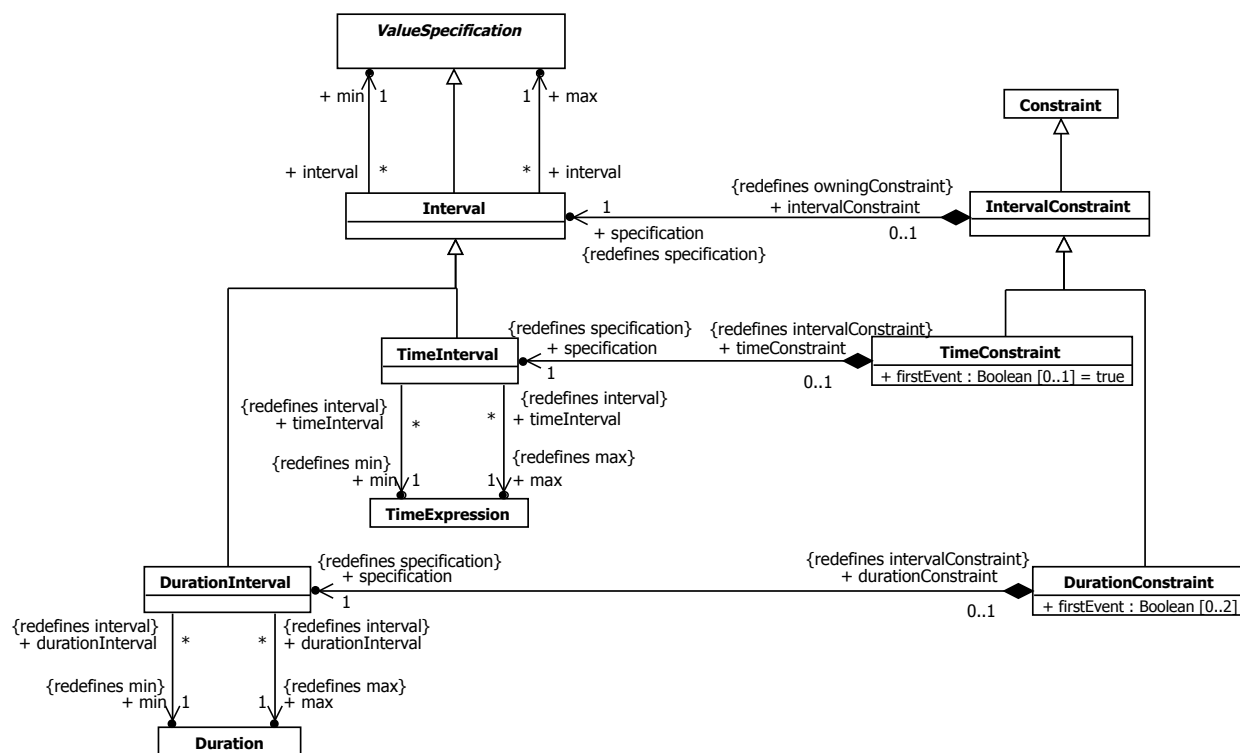 ValueSpecification
+ min
1
1
+ max
Constraint
+ interval
*
*
+ interval
{redefines owningConstraint}
+ intervalConstraint
Interval
1
IntervalConstraint
+ specification
0..1
{redefines specification}
{redefines specification}
+ specification
{redefines intervalConstraint}
+ timeConstraint
TimeInterval
TimeConstraint
1
0..1
+ firstEvent : Boolean [0..1] = true
{redefines interval}
+ timeInterval
*
*
{redefines interval}
+ timeInterval
{redefines min}
+ min
1
1
{redefines max}
+ max
TimeExpression
{redefines specification}
+ specification
{redefines intervalConstraint}
+ durationConstraint
DurationInterval
DurationConstraint
1
0..1
+ firstEvent : Boolean [0..2]
{redefines interval}
+ durationInterval
*
*
{redefines interval}
+ durationInterval
{redefines min}
+ min
1
1
{redefines max}
+ max
Duration